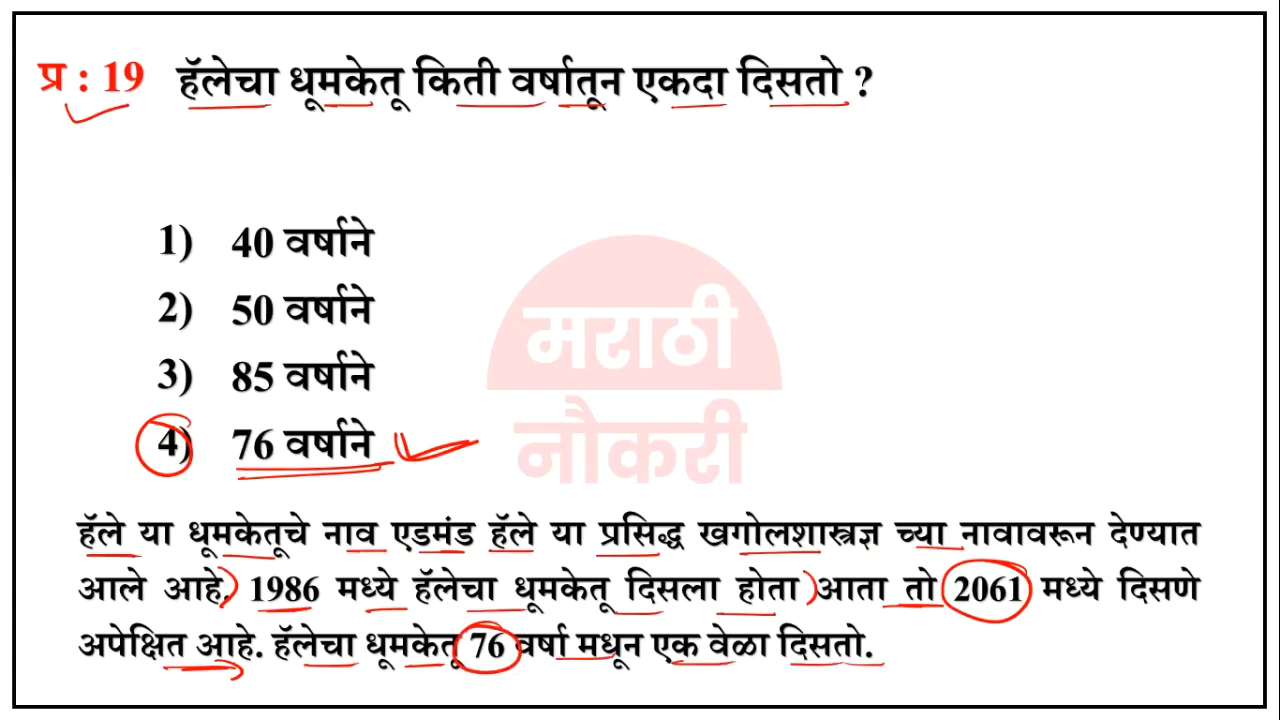 प्र : 19 हॅलेचा धूमकेतू किती वर्षातून एकदा दिसतो ?
1) 40 वर्षाने
2) 50 वर्षाने
3) 85 वर्षाने
4) 76 वर्षाने
मराठी
नौकरी
हॅले या धूमकेतूचे नाव एडमंड हॅले या प्रसिद्ध खगोलशास्त्रज्ञ च्या नावावरून देण्यात
आले आहे. 1986 मध्ये हॅलेचा धूमकेतू दिसला होता आता तो 2061 मध्ये दिसणे
अपेक्षित आहे. हॅलेचा धूमकेतू 76 वर्षा मधून एक वेळा दिसतो.